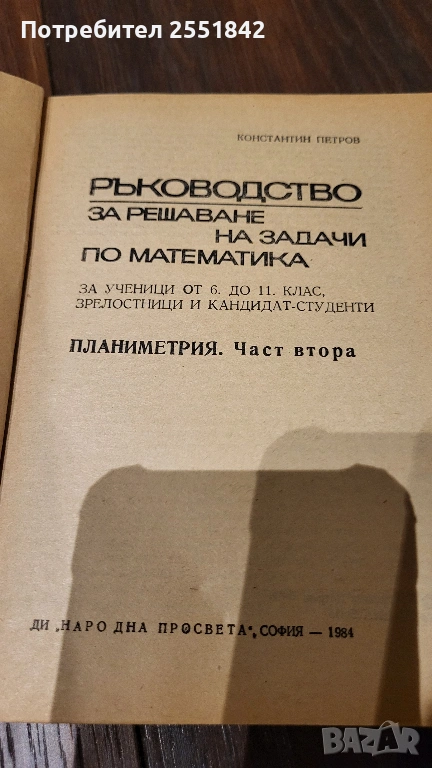 Потребител 2551842
КОНСТАНТИН ПЕТРОВ
РЪКОВОДСТВО
ЗА РЕШАВАНЕ
НА ЗАДАЧИ
ПО МАТЕМАТИКА
ЗА УЧЕНИЦИ ОТ 6. ДО 11. КЛАС,
ЗРЕЛОСТНИЦИ И КАНДИДАТ-СТУДЕНТИ
ПЛАНИМЕТРИЯ. Част втора
ДИ „НАРОДНА ПРОСВЕТА“, СОФИЯ — 1984
BAZAR